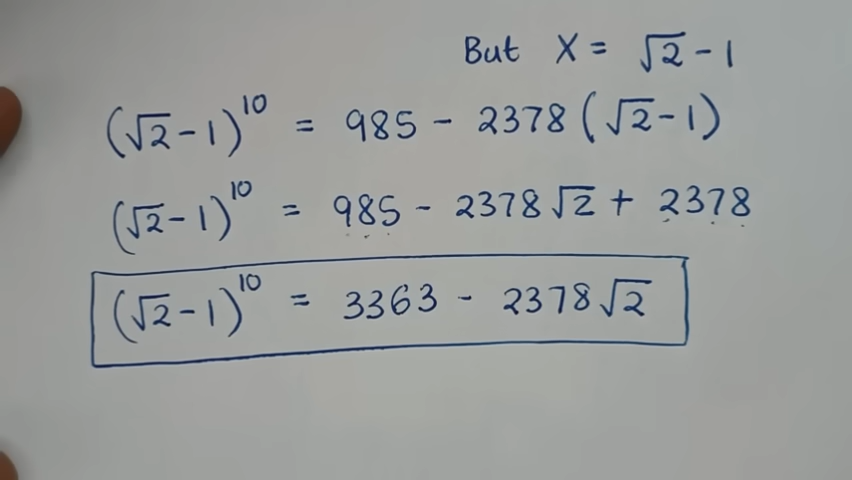 But X = √2 - 1
(√2 - 1)¹⁰ = 985 - 2378 (√2 - 1)
(√2 - 1)¹⁰ = 985 - 2378√2 + 2378
(√2 - 1)¹⁰ = 3363 - 2378√2